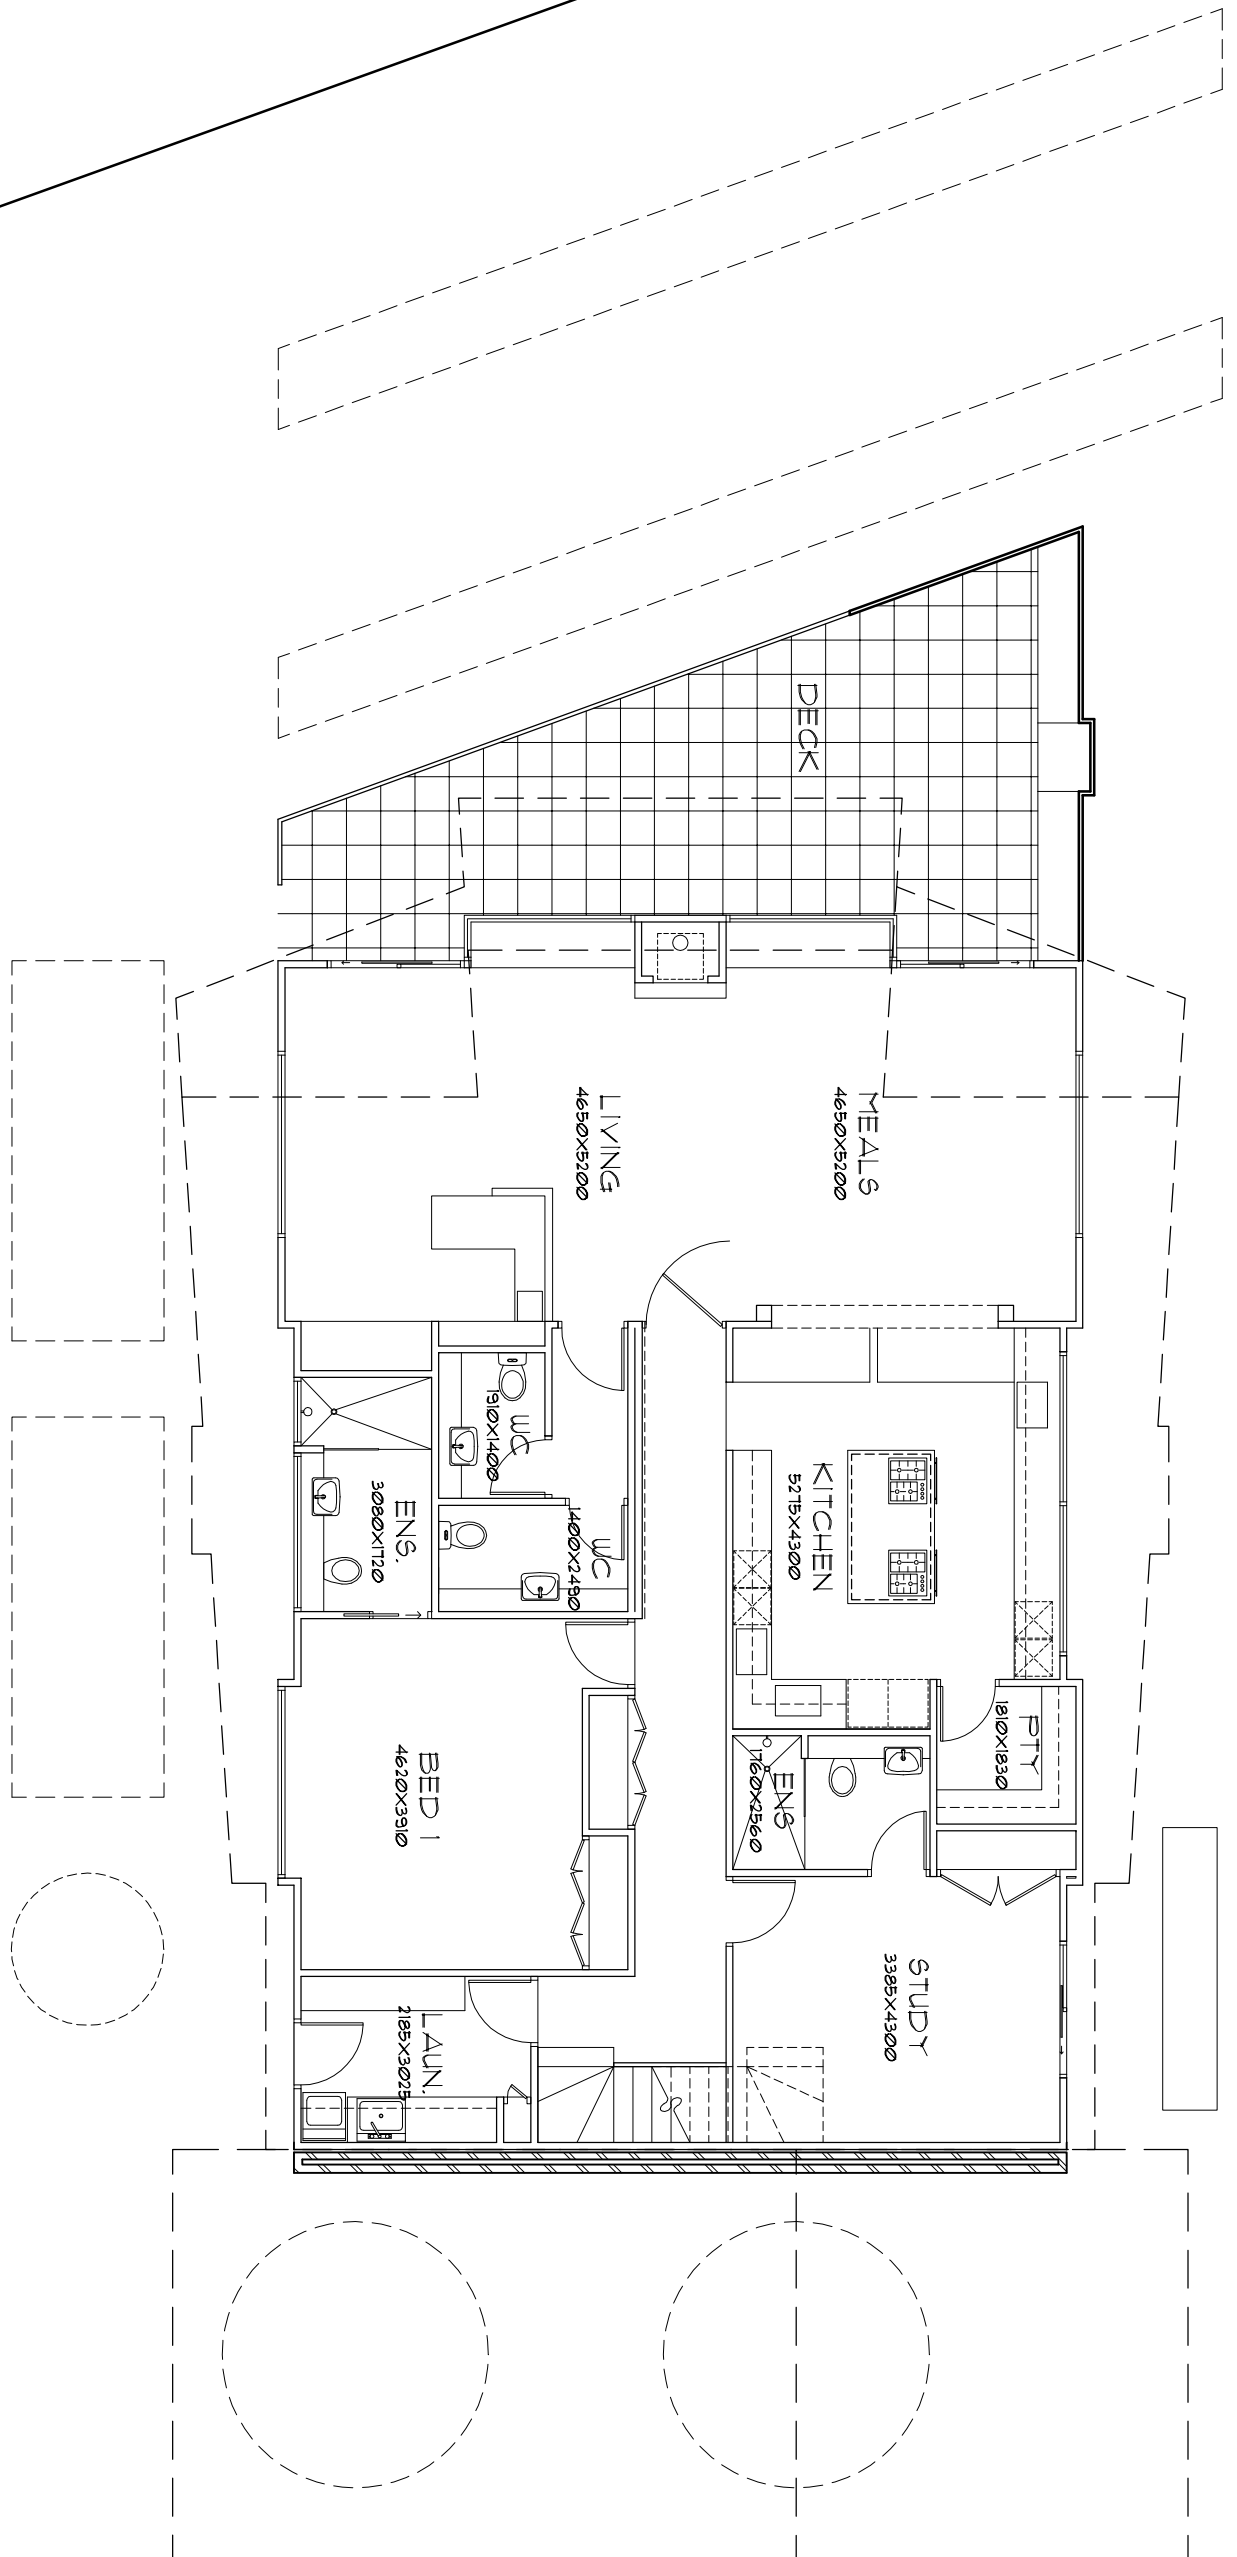 DECK
MEALS
4650X5200
LIVING
4650X5200
KITCHEN
5275X4300
WC
1910X1400
WC
1400X2490
ENS.
3080X1720
PTY
1810X1830
ENS
1760X2560
BED 1
4620X3910
STUDY
3385X4300
LAUN.
2185X3025